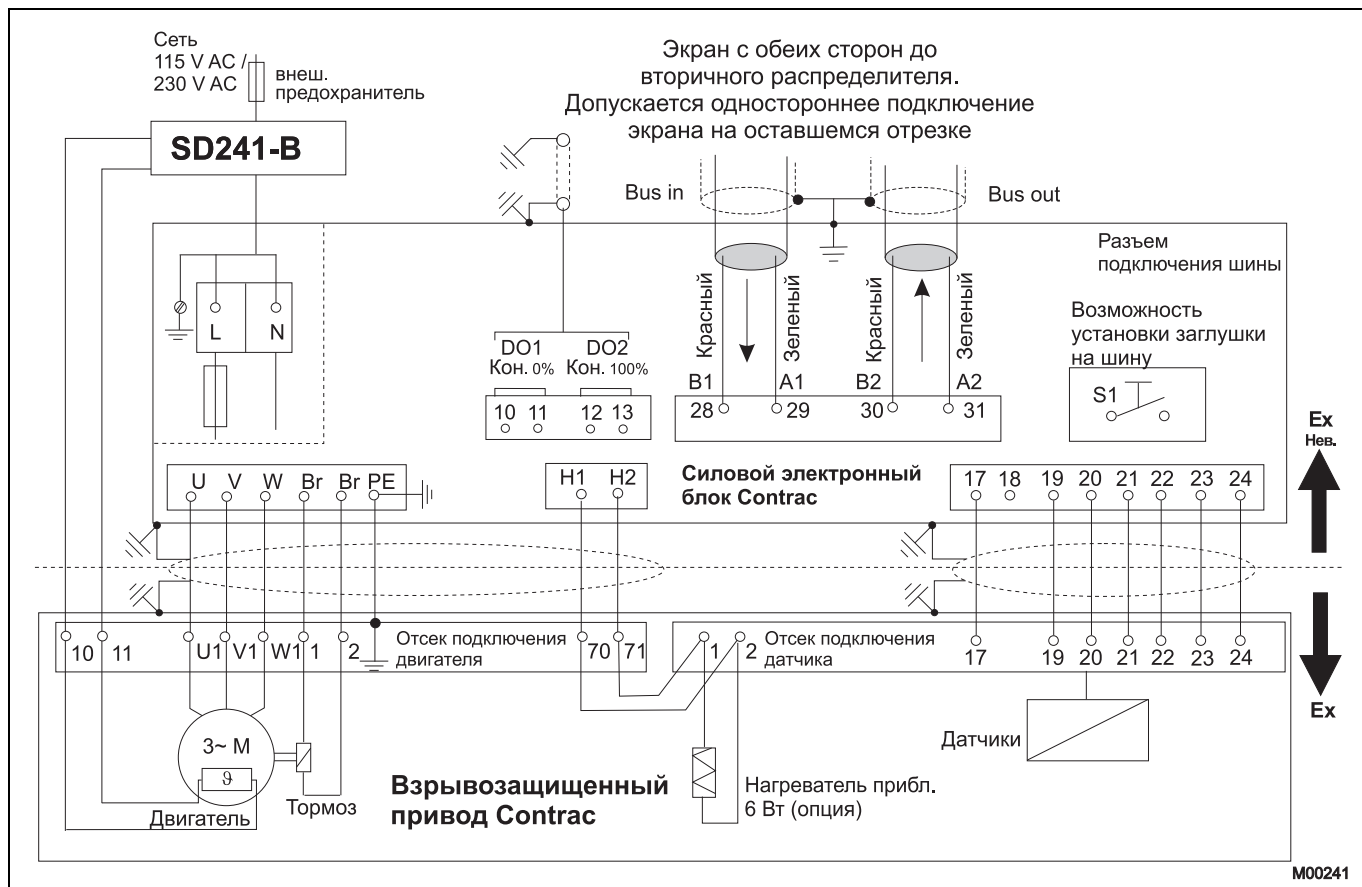 Сеть
115 V AC /
230 V AC
внеш.
предохранитель
SD241-B
Экран с обеих сторон до
вторичного распределителя.
Допускается одностороннее подключение
экрана на оставшемся отрезке
Bus in
Bus out
Разъем
подключения шины
Возможность
установки заглушки
на шину
S1
L N
DO1 DO2
Кон. 0% Кон. 100%
10 11 12 13
Красный
Зеленый
Красный
Зеленый
B1 A1 B2 A2
28 29 30 31
Ex
Нев.
U V W Br Br PE
H1 H2
Силовой электронный
блок Contrac
17 18 19 20 21 22 23 24
10 11 U1 V1 W1 1 2
Отсек подключения
двигателя
70 71
1 2
Отсек подключения
датчика
17 19 20 21 22 23 24
Ex
3~ M
ϑ
Двигатель
Тормоз
Взрывозащищенный
привод Contrac
Нагреватель прибл.
6 Вт (опция)
Датчики
M00241